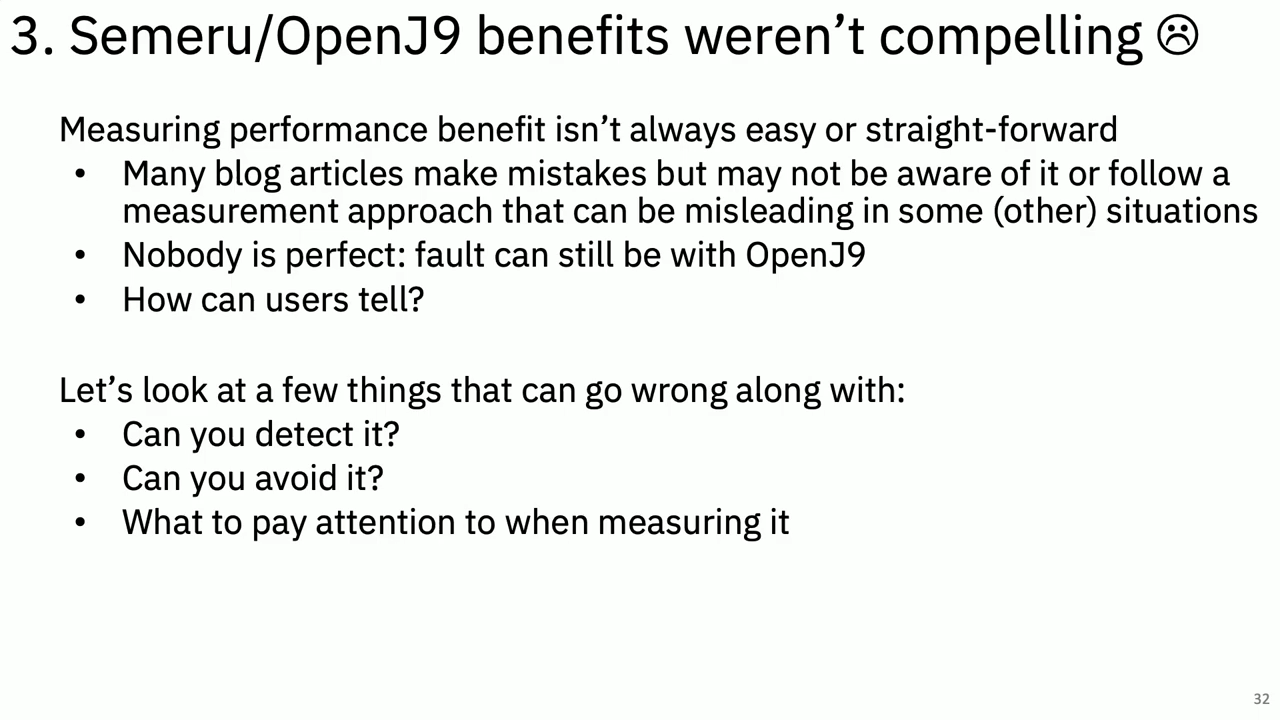 3. Semeru/OpenJ9 benefits weren’t compelling ☹
Measuring performance benefit isn’t always easy or straight-forward
• Many blog articles make mistakes but may not be aware of it or follow a
measurement approach that can be misleading in some (other) situations
• Nobody is perfect: fault can still be with OpenJ9
• How can users tell?
Let’s look at a few things that can go wrong along with:
• Can you detect it?
• Can you avoid it?
• What to pay attention to when measuring it
32